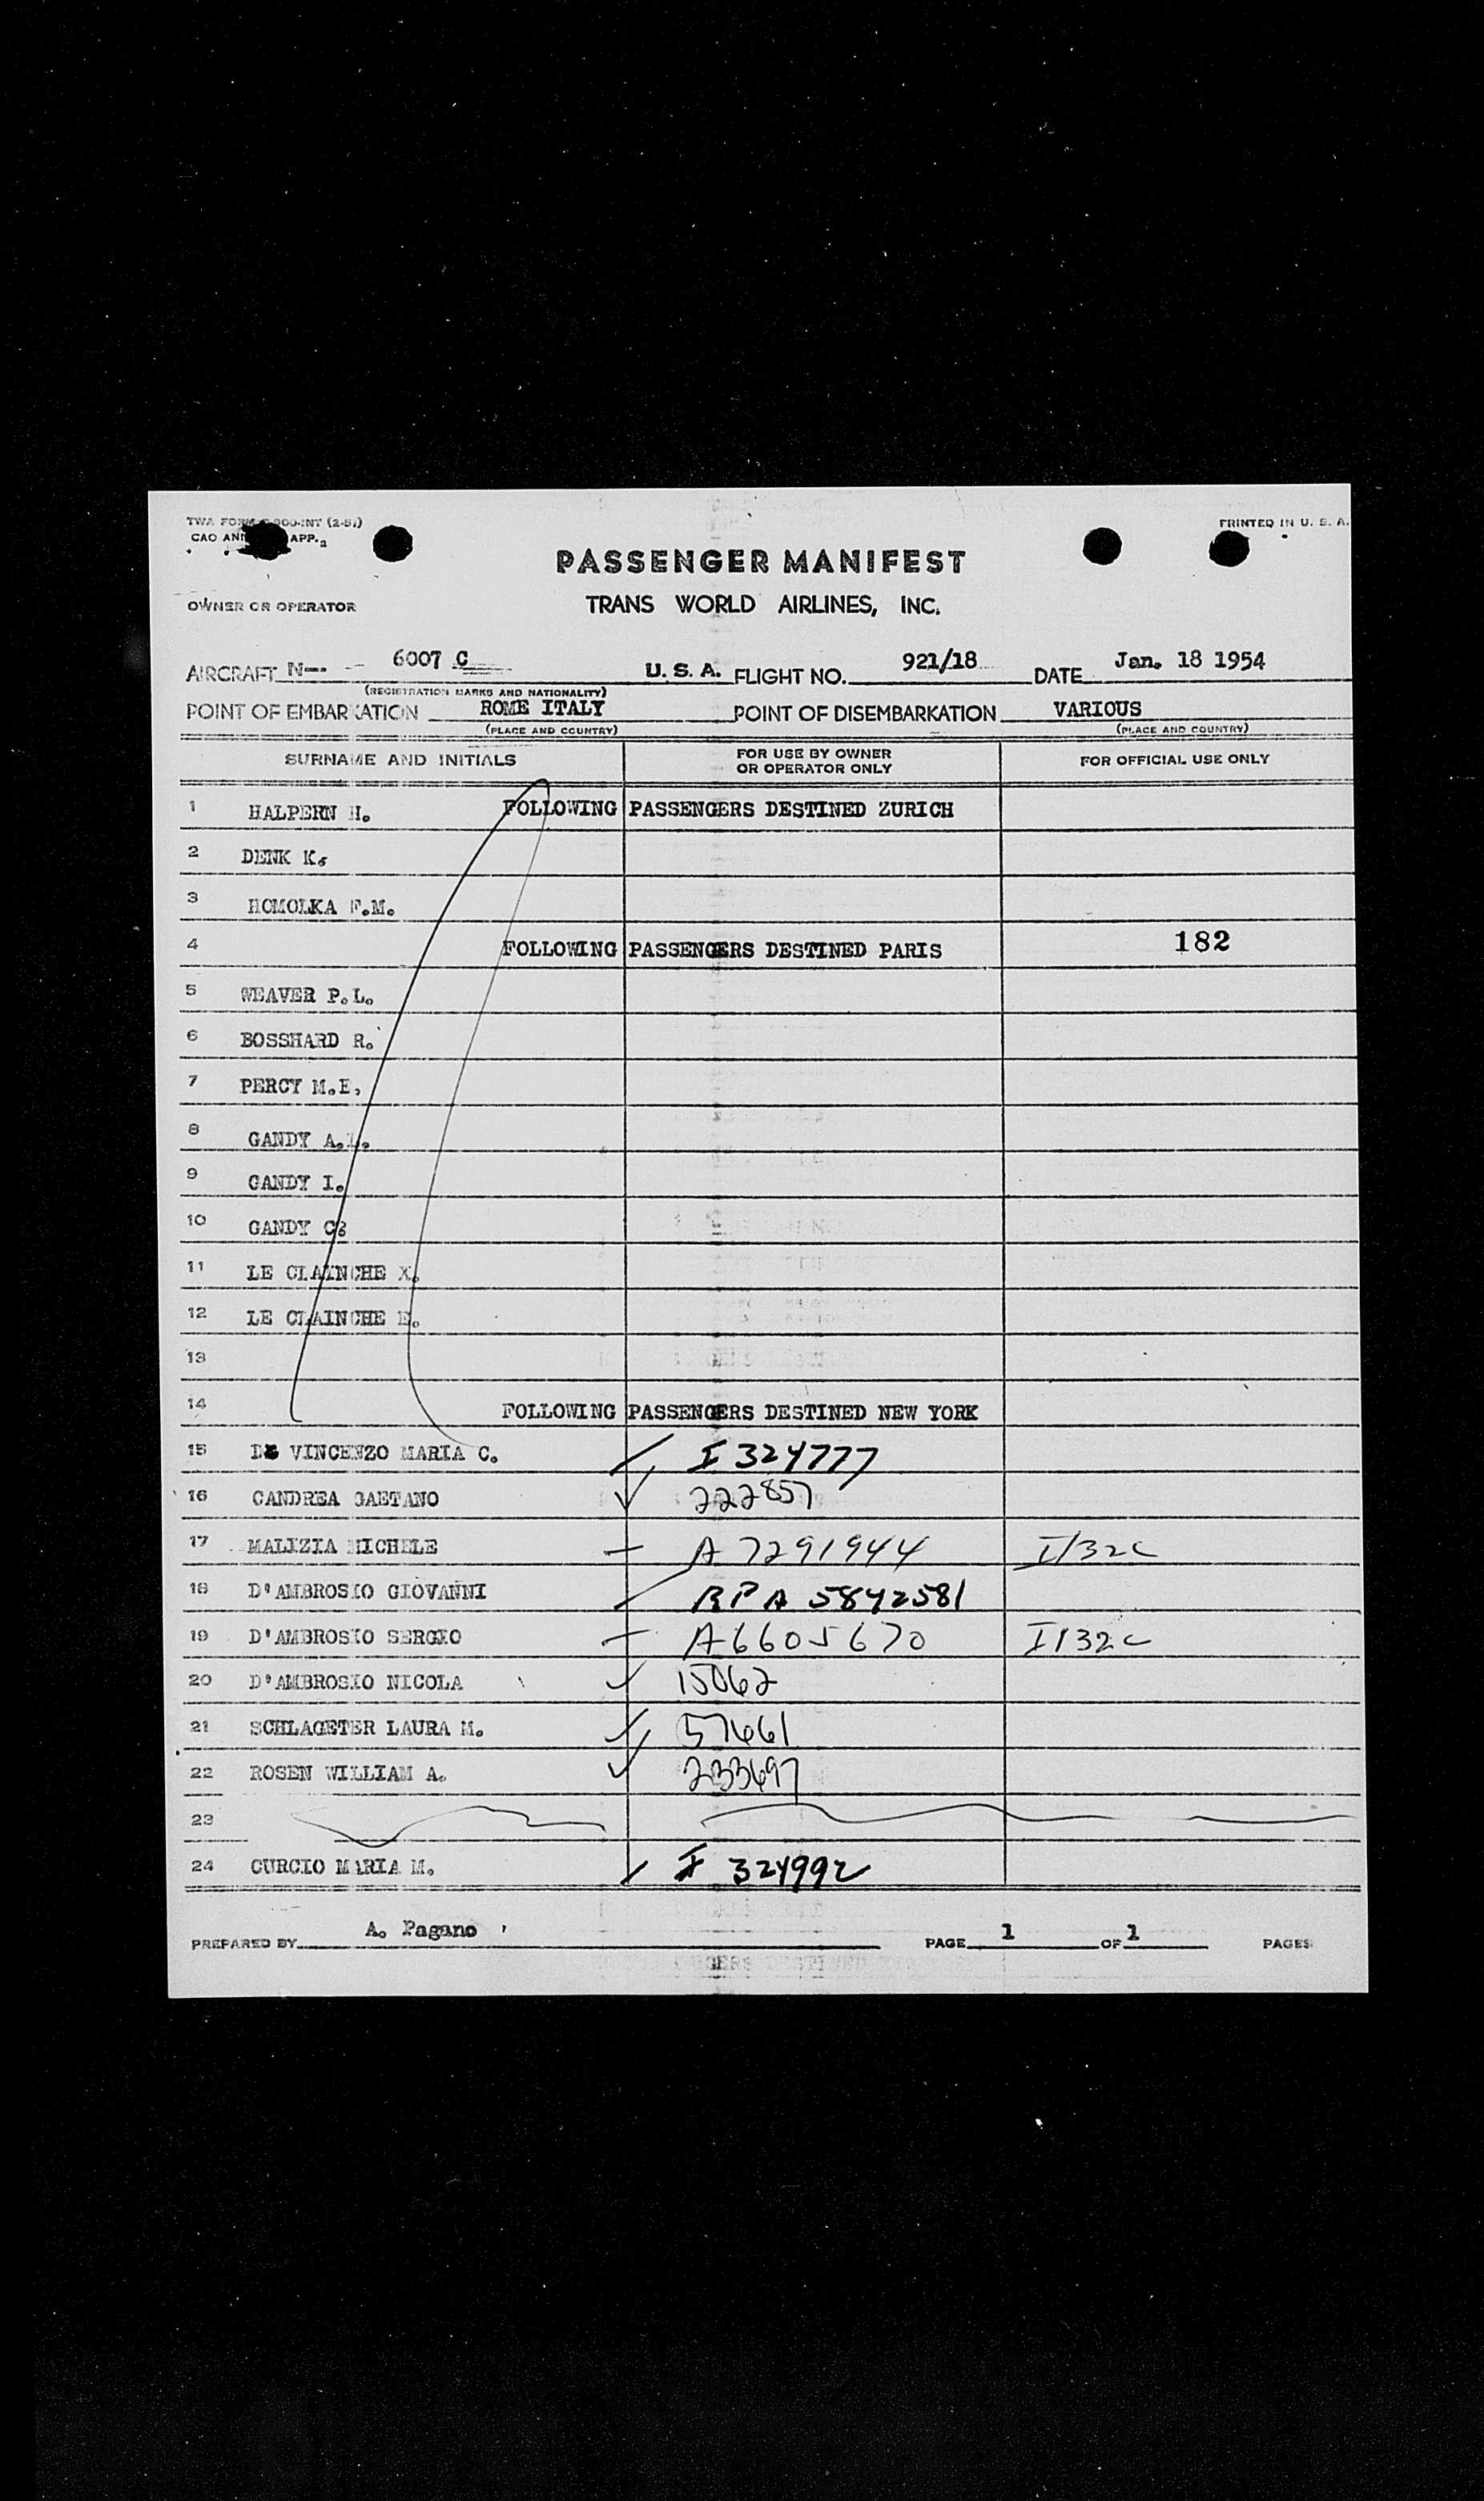 TWA FORM
CAO APP. 2
PRINTED IN U. S. A.
PASSENGER MANIFEST
OWNER OR OPERATOR
TRANS WORLD AIRLINES, INC.
AIRCRAFT N-- -- 6007 C U. S. A. FLIGHT NO. 921/18 DATE Jan. 18 1954
(REGISTRATION MARKS AND NATIONALITY)
POINT OF EMBARKATION ROME ITALY POINT OF DISEMBARKATION VARIOUS
(PLACE AND COUNTRY) (PLACE AND COUNTRY)
SURNAME AND INITIALS FOR USE BY OWNER OR OPERATOR ONLY FOR OFFICIAL USE ONLY
1 HALPERN H. FOLLOWING PASSENGERS DESTINED ZURICH
2 DENK K.
3 HOMOLKA F.M.
4 FOLLOWING PASSENGERS DESTINED PARIS 182
5 WEAVER P.L.
6 BOSSHARD R.
7 PERCY M.E.
8 GANDY A.
9 GANDY I.
10 GANDY C
11 LE CLAINCHE X.
12 LE CLAINCHE E.
13
14 FOLLOWING PASSENGERS DESTINED NEW YORK
15 DE VINCENZO MARIA C. I 324777
16 CANDREA GAETANO 222857
17 MALIZIA MICHELE A 7291944 I/32C
18 D'AMBROSIO GIOVANNI RPA 5842581
19 D'AMBROSIO SERGIO A6605670 I/32C
20 D'AMBROSIO NICOLA 15062
21 SCHLAGETER LAURA M. 57661
22 ROSEN WILLIAM A. 233697
23
24 CURCIO MARIA M. I 324992
PREPARED BY A. Pagano PAGE 1 OF 1 PAGES